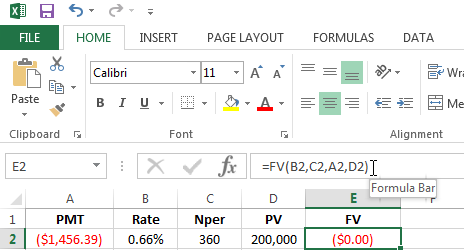 FILE HOME INSERT PAGE LAYOUT FORMULAS DATA
Calibri 11 A A Wr
Paste B I U A Me
Clipboard Font Alignment
E2 fx =FV(B2,C2,A2,D2)
Formula Bar
A B C D E F
1 PMT Rate Nper PV FV
2 ($1,456.39) 0.66% 360 200,000 ($0.00)